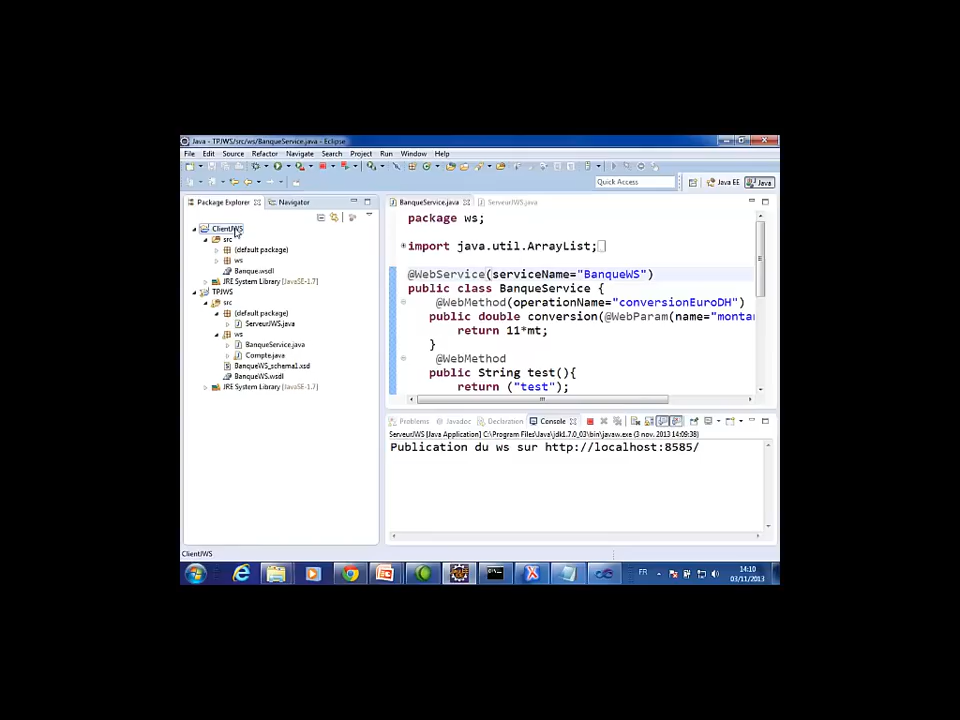 Java - TPJWS/src/ws/BanqueService.java - Eclipse
File Edit Source Refactor Navigate Search Project Run Window Help
Quick Access
Java EE
Java
Package Explorer
Navigator
ClientJWS
src
(default package)
ws
Banque.wsdl
JRE System Library [JavaSE-1.7]
TPJWS
src
(default package)
ServeurJWS.java
ws
BanqueService.java
Compte.java
BanqueWS_schema1.xsd
BanqueWS.wsdl
JRE System Library [JavaSE-1.7]
BanqueService.java
ServeurJWS.java
package ws;
import java.util.ArrayList;
@WebService(serviceName="BanqueWS")
public class BanqueService {
@WebMethod(operationName="conversionEuroDH")
public double conversion(@WebParam(name="montan
return 11*mt;
}
@WebMethod
public String test(){
return ("test");
Problems
Javadoc
Declaration
Console
ServeurJWS [Java Application] C:\Program Files\Java\jdk1.7.0_03\bin\javaw.exe (3 nov. 2013 14:09:38)
Publication du ws sur http://localhost:8585/
ClientJWS
FR
14:10
03/11/2013